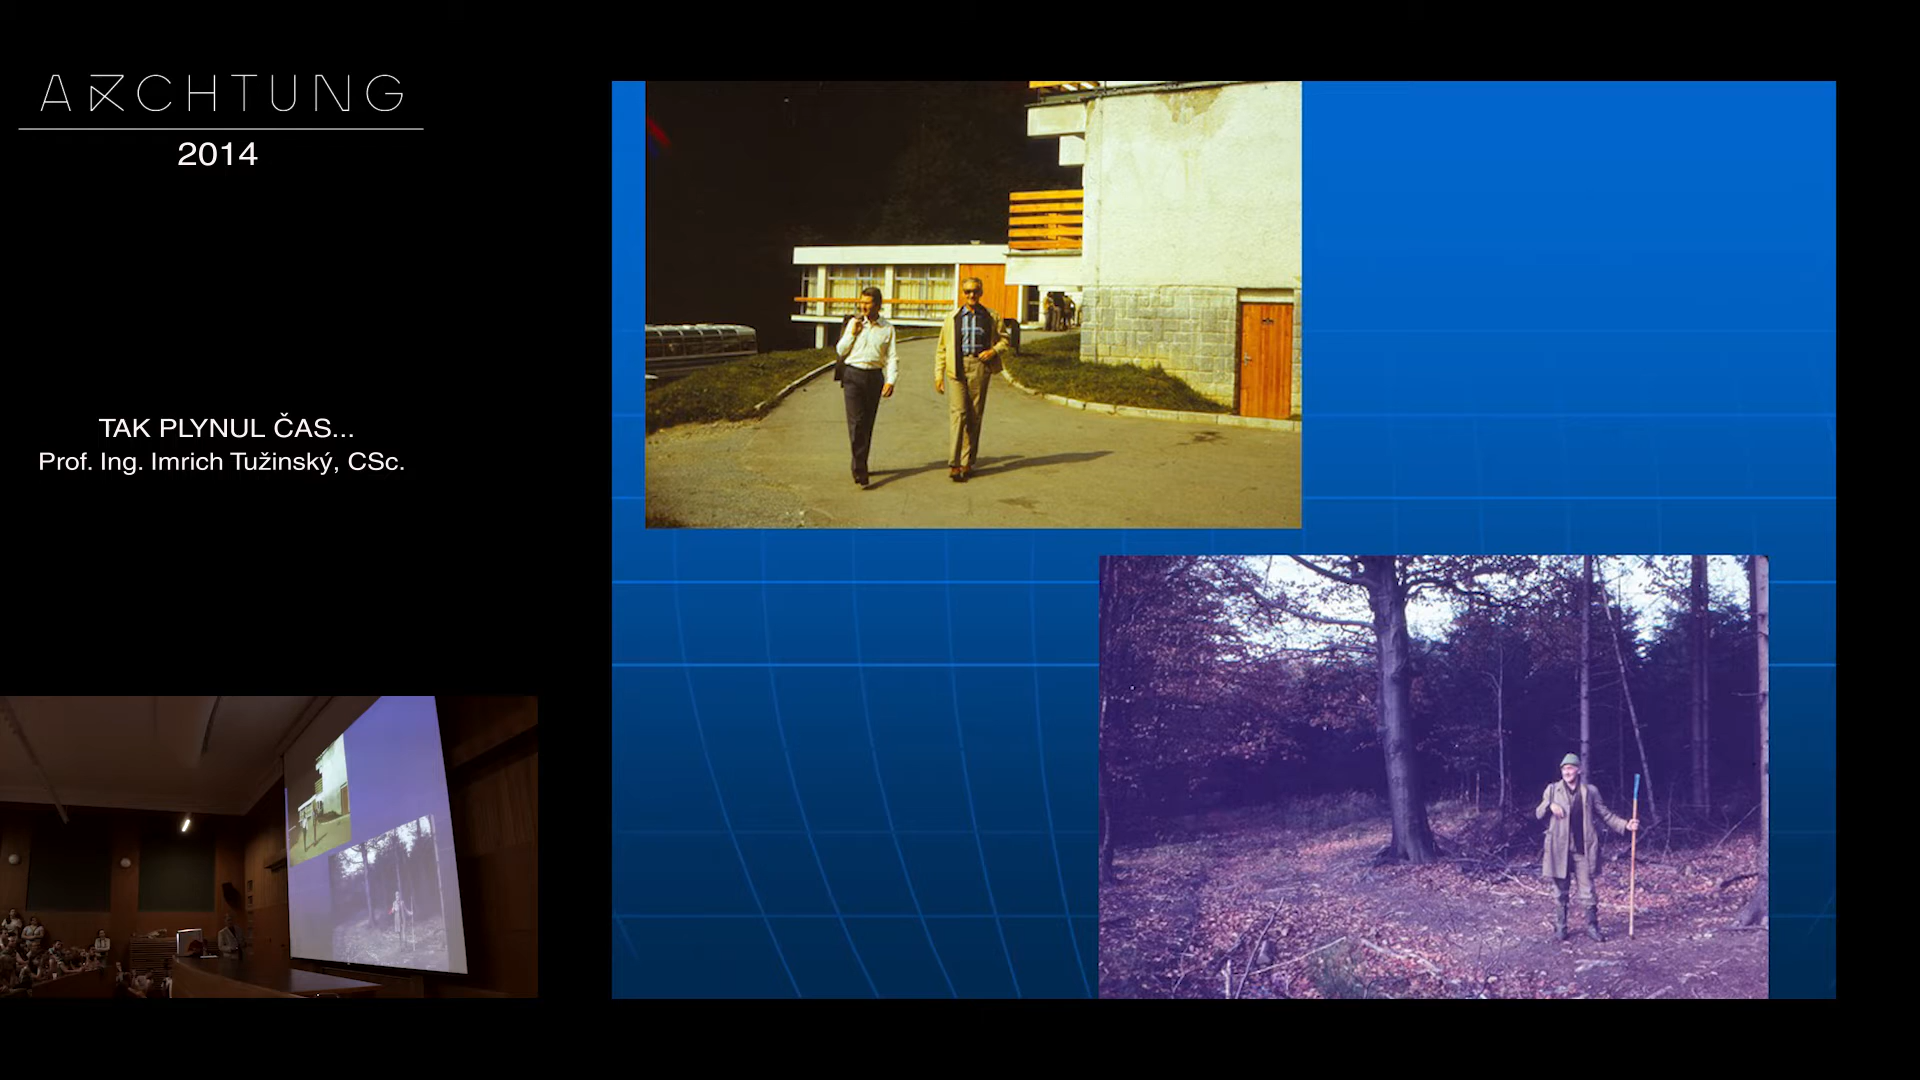 ARCHTUNG
2014
TAK PLYNUL ČAS...
Prof. Ing. Imrich Tužinský, CSc.